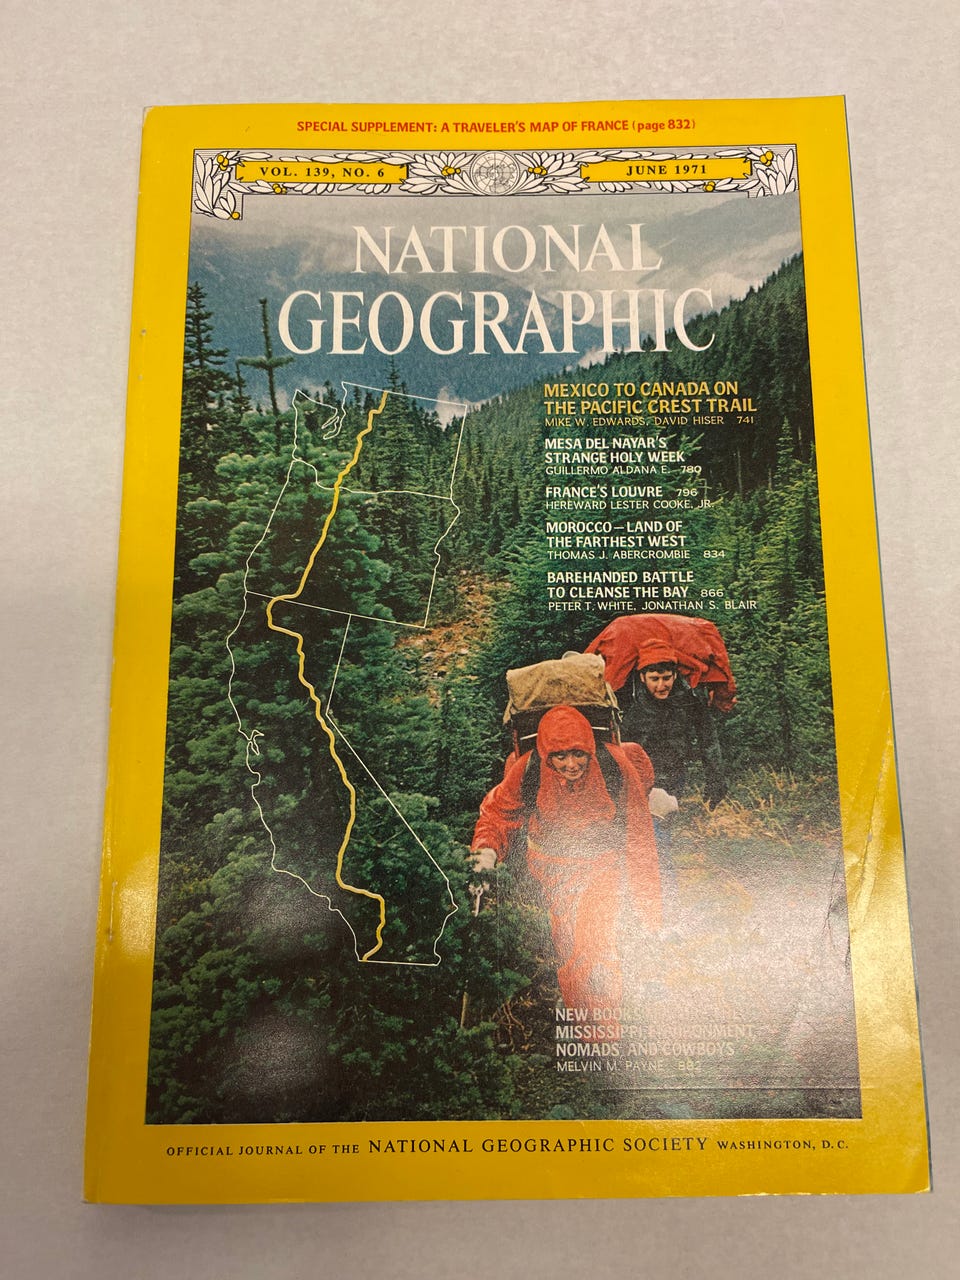 SPECIAL SUPPLEMENT: A TRAVELER'S MAP OF FRANCE (page 832)
VOL. 139, NO. 6
JUNE 1971
NATIONAL
GEOGRAPHIC
MEXICO TO CANADA ON
THE PACIFIC CREST TRAIL
MIKE W. EDWARDS, DAVID HISER 741
MESA DEL NAYAR'S
STRANGE HOLY WEEK
GUILLERMO ALDANA E. 780
FRANCE'S LOUVRE 796
HEREWARD LESTER COOKE, JR.
MOROCCO—LAND OF
THE FARTHEST WEST
THOMAS J. ABERCROMBIE 834
BAREHANDED BATTLE
TO CLEANSE THE BAY 866
PETER T. WHITE, JONATHAN S. BLAIR
NEW BOOKS
MISSISSIPPI
NOMADS, AND COWBOYS
MELVIN M. PAYNE 882
OFFICIAL JOURNAL OF THE NATIONAL GEOGRAPHIC SOCIETY WASHINGTON, D.C.